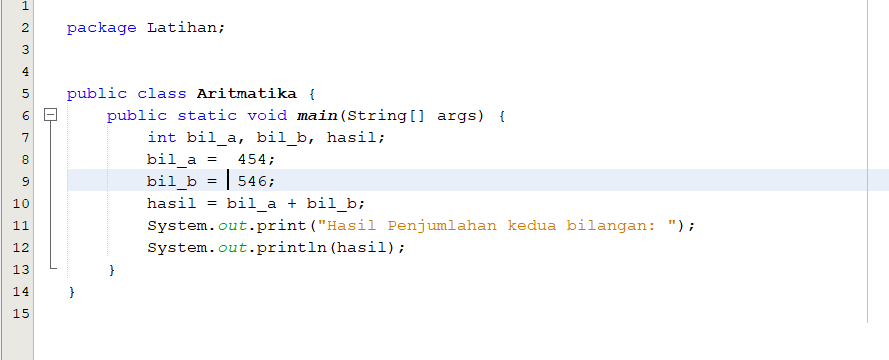 1
2 package Latihan;
3
4
5 public class Aritmatika {
6 public static void main(String[] args) {
7 int bil_a, bil_b, hasil;
8 bil_a =  454;
9 bil_b =  546;
10 hasil = bil_a + bil_b;
11 System.out.print("Hasil Penjumlahan kedua bilangan: ");
12 System.out.println(hasil);
13 }
14 }
15